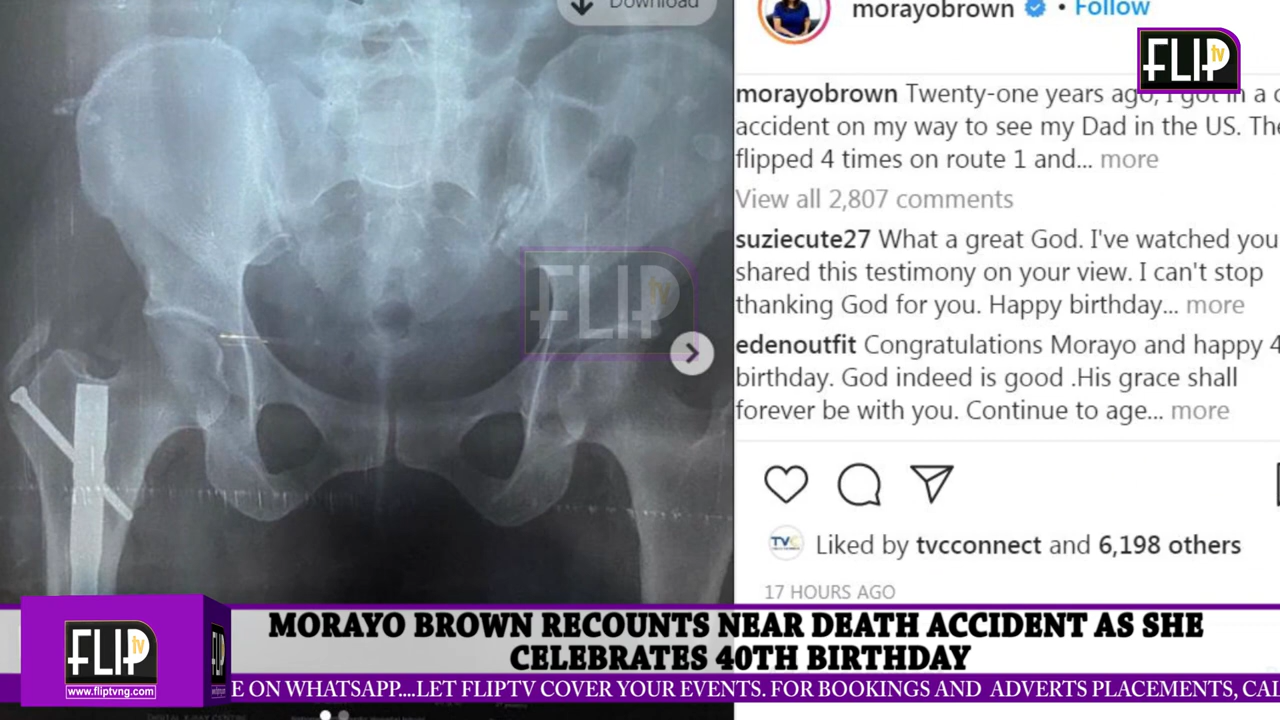 Download
morayobrown • Follow
FLIP tv
morayobrown Twenty-one years ago, I got in a c
accident on my way to see my Dad in the US. The
flipped 4 times on route 1 and... more
View all 2,807 comments
suziecute27 What a great God. I've watched you
shared this testimony on your view. I can't stop
thanking God for you. Happy birthday... more
edenoutfit Congratulations Morayo and happy 4
birthday. God indeed is good .His grace shall
forever be with you. Continue to age... more
FLIP tv
TVC
Liked by tvcconnect and 6,198 others
17 HOURS AGO
MORAYO BROWN RECOUNTS NEAR DEATH ACCIDENT AS SHE
CELEBRATES 40TH BIRTHDAY
FLIP tv
www.fliptvng.com
E ON WHATSAPP....LET FLIPTV COVER YOUR EVENTS. FOR BOOKINGS AND ADVERTS PLACEMENTS, CAL